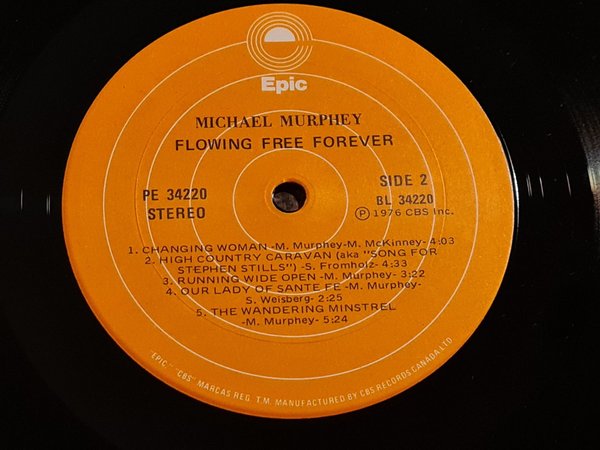 Epic
MICHAEL MURPHEY
FLOWING FREE FOREVER
PE 34220
STEREO
SIDE 2
BL 34220
Ⓟ 1976 CBS Inc.
1. CHANGING WOMAN -M. Murphey-M. McKinney- 4:03
2. HIGH COUNTRY CARAVAN (aka "SONG FOR
STEPHEN STILLS") -S. Fromholz- 4:33
3. RUNNING WIDE OPEN -M. Murphey- 3:22
4. OUR LADY OF SANTE FE -M. Murphey-
S. Weisberg- 2:25
5. THE WANDERING MINSTREL
-M. Murphey- 5:24
"EPIC" - "CBS" MARCAS REG. T.M. MANUFACTURED BY CBS RECORDS CANADA LTD